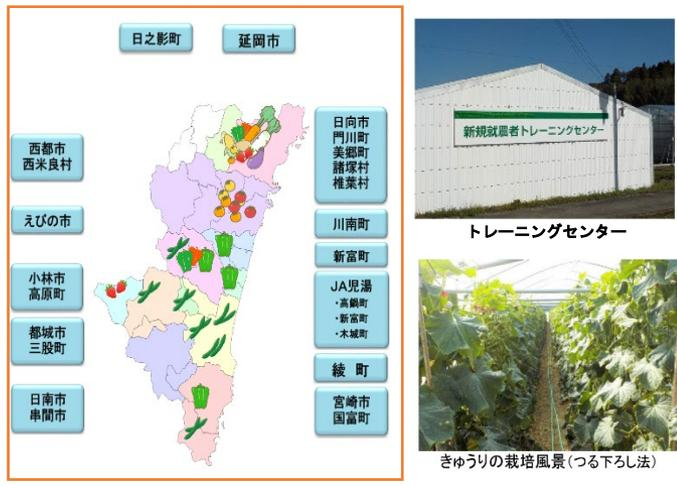 日之影町
延岡市
西都市
西米良村
えびの市
小林市
高原町
都城市
三股町
日南市
串間市
日向市
門川町
美郷町
諸塚村
椎葉村
川南町
新富町
JA児湯
・高鍋町
・新富町
・木城町
綾　町
宮崎市
国富町
新規就農者トレーニングセンター
トレーニングセンター
きゅうりの栽培風景（つる下ろし法）